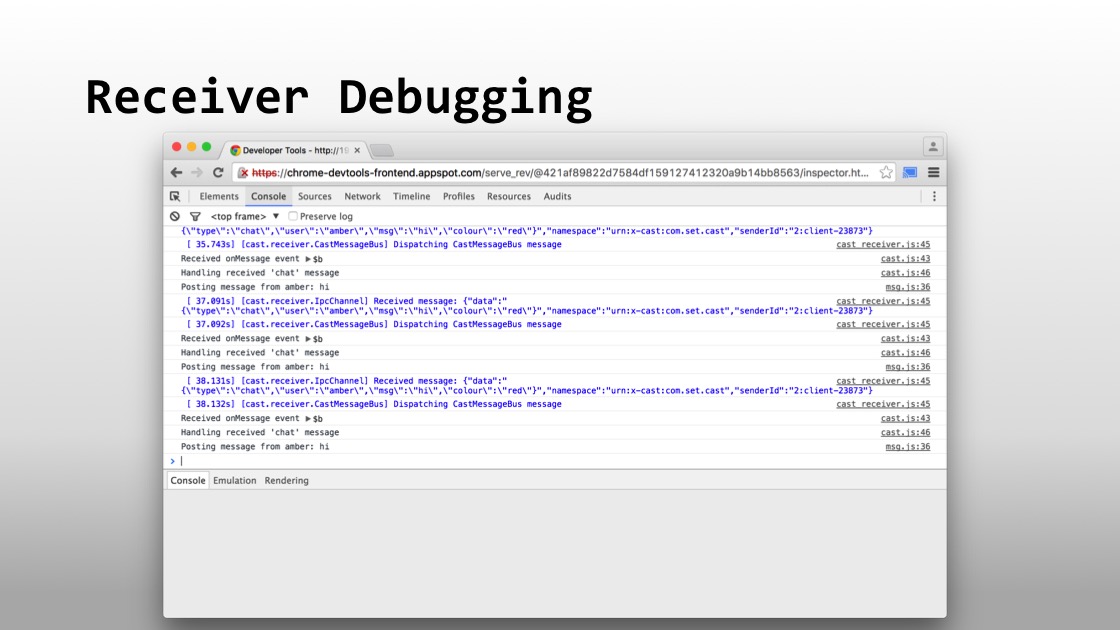 Receiver Debugging
Developer Tools - http://19
https://chrome-devtools-frontend.appspot.com/serve_rev/@421af89822d7584df159127412320a9b14bb8563/inspector.ht...
Elements Console Sources Network Timeline Profiles Resources Audits
<top frame> Preserve log
{\"type\":\"chat\",\"user\":\"amber\",\"msg\":\"hi\",\"colour\":\"red\"}","namespace":"urn:x-cast:com.set.cast","senderId":"2:client-23873"}
[ 35.743s] [cast.receiver.CastMessageBus] Dispatching CastMessageBus message cast_receiver.js:45
Received onMessage event ▶$b cast.js:43
Handling received 'chat' message cast.js:46
Posting message from amber: hi msg.js:36
[ 37.091s] [cast.receiver.IpcChannel] Received message: {"data":" cast_receiver.js:45
{\"type\":\"chat\",\"user\":\"amber\",\"msg\":\"hi\",\"colour\":\"red\"}","namespace":"urn:x-cast:com.set.cast","senderId":"2:client-23873"}
[ 37.092s] [cast.receiver.CastMessageBus] Dispatching CastMessageBus message cast_receiver.js:45
Received onMessage event ▶$b cast.js:43
Handling received 'chat' message cast.js:46
Posting message from amber: hi msg.js:36
[ 38.131s] [cast.receiver.IpcChannel] Received message: {"data":" cast_receiver.js:45
{\"type\":\"chat\",\"user\":\"amber\",\"msg\":\"hi\",\"colour\":\"red\"}","namespace":"urn:x-cast:com.set.cast","senderId":"2:client-23873"}
[ 38.132s] [cast.receiver.CastMessageBus] Dispatching CastMessageBus message cast_receiver.js:45
Received onMessage event ▶$b cast.js:43
Handling received 'chat' message cast.js:46
Posting message from amber: hi msg.js:36
>
Console Emulation Rendering